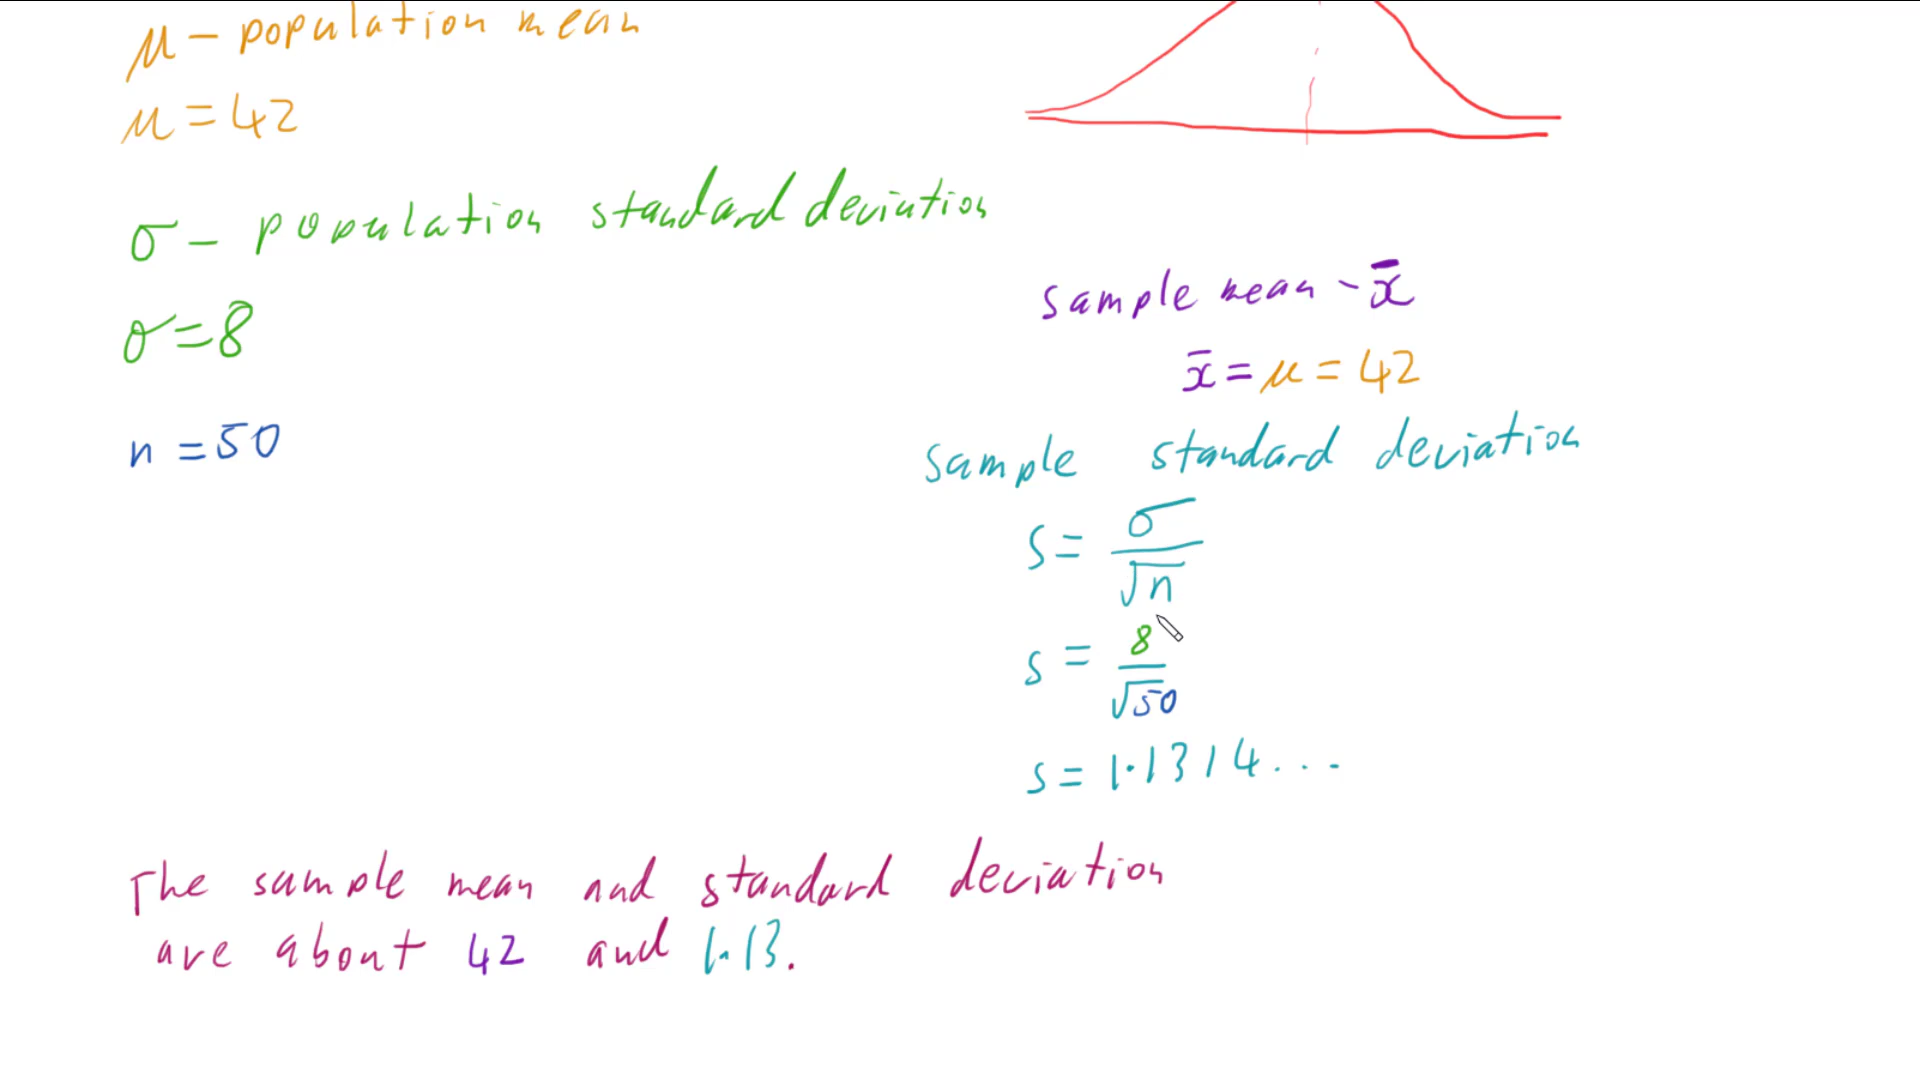 μ – population mean
μ = 42
σ – population standard deviation
σ = 8
n = 50
sample mean - x̄
x̄ = μ = 42
sample standard deviation
s = σ/√n
s = 8/√50
s = 1.1314...
The sample mean and standard deviation
are about 42 and 1.13.